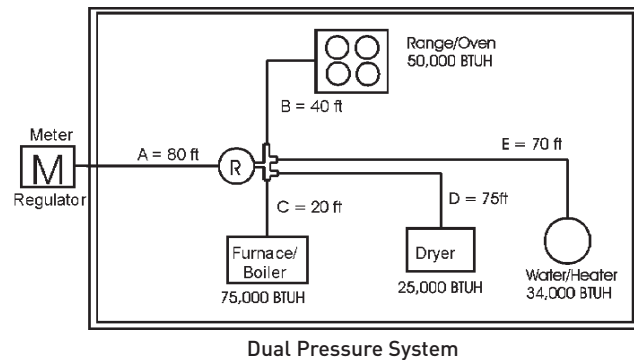 Range/Oven
50,000 BTUH
B = 40 ft
Meter
M
Regulator
A = 80 ft
R
E = 70 ft
C = 20 ft
D = 75ft
Furnace/
Boiler
75,000 BTUH
Dryer
25,000 BTUH
Water/Heater
34,000 BTUH
Dual Pressure System